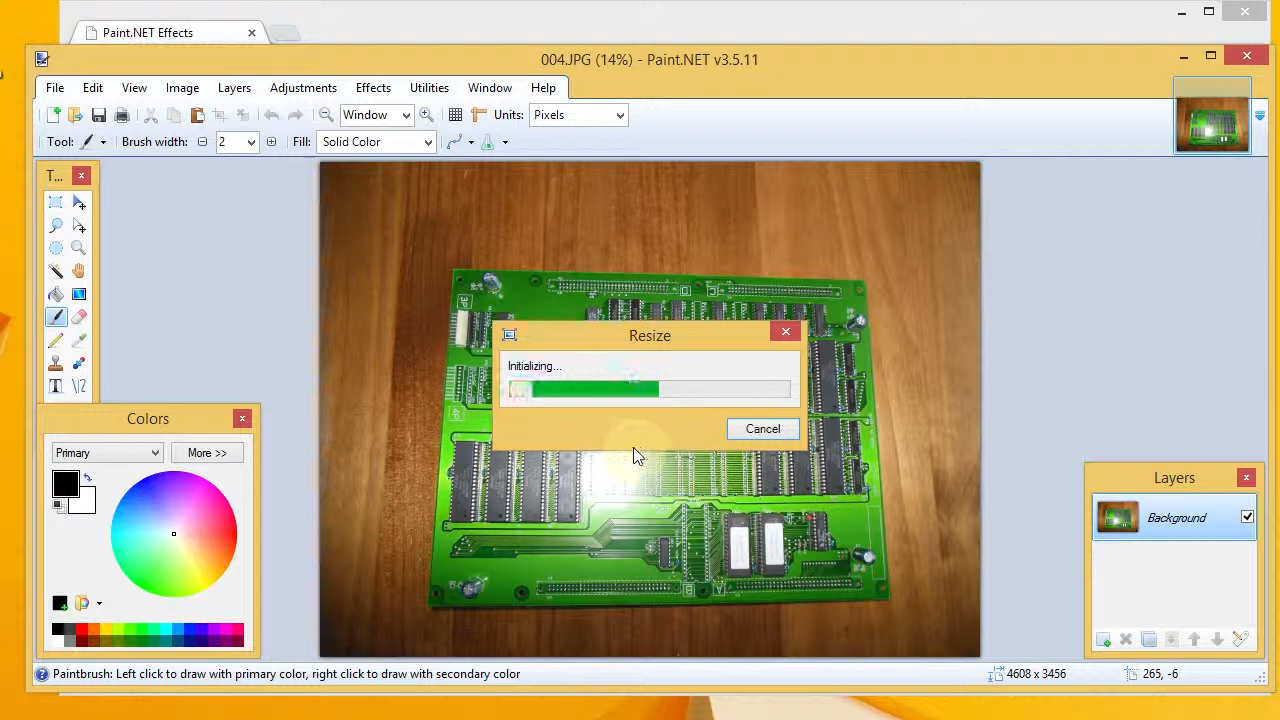 Paint.NET Effects
004.JPG (14%) - Paint.NET v3.5.11
File Edit View Image Layers Adjustments Effects Utilities Window Help
Window Units: Pixels
Tool: Brush width: 2 Fill: Solid Color
T...
3P
Resize
Initializing...
4P
Cancel
Colors
Primary More >>
Layers
Background
Paintbrush: Left click to draw with primary color, right click to draw with secondary color 4608 x 3456 265, -6